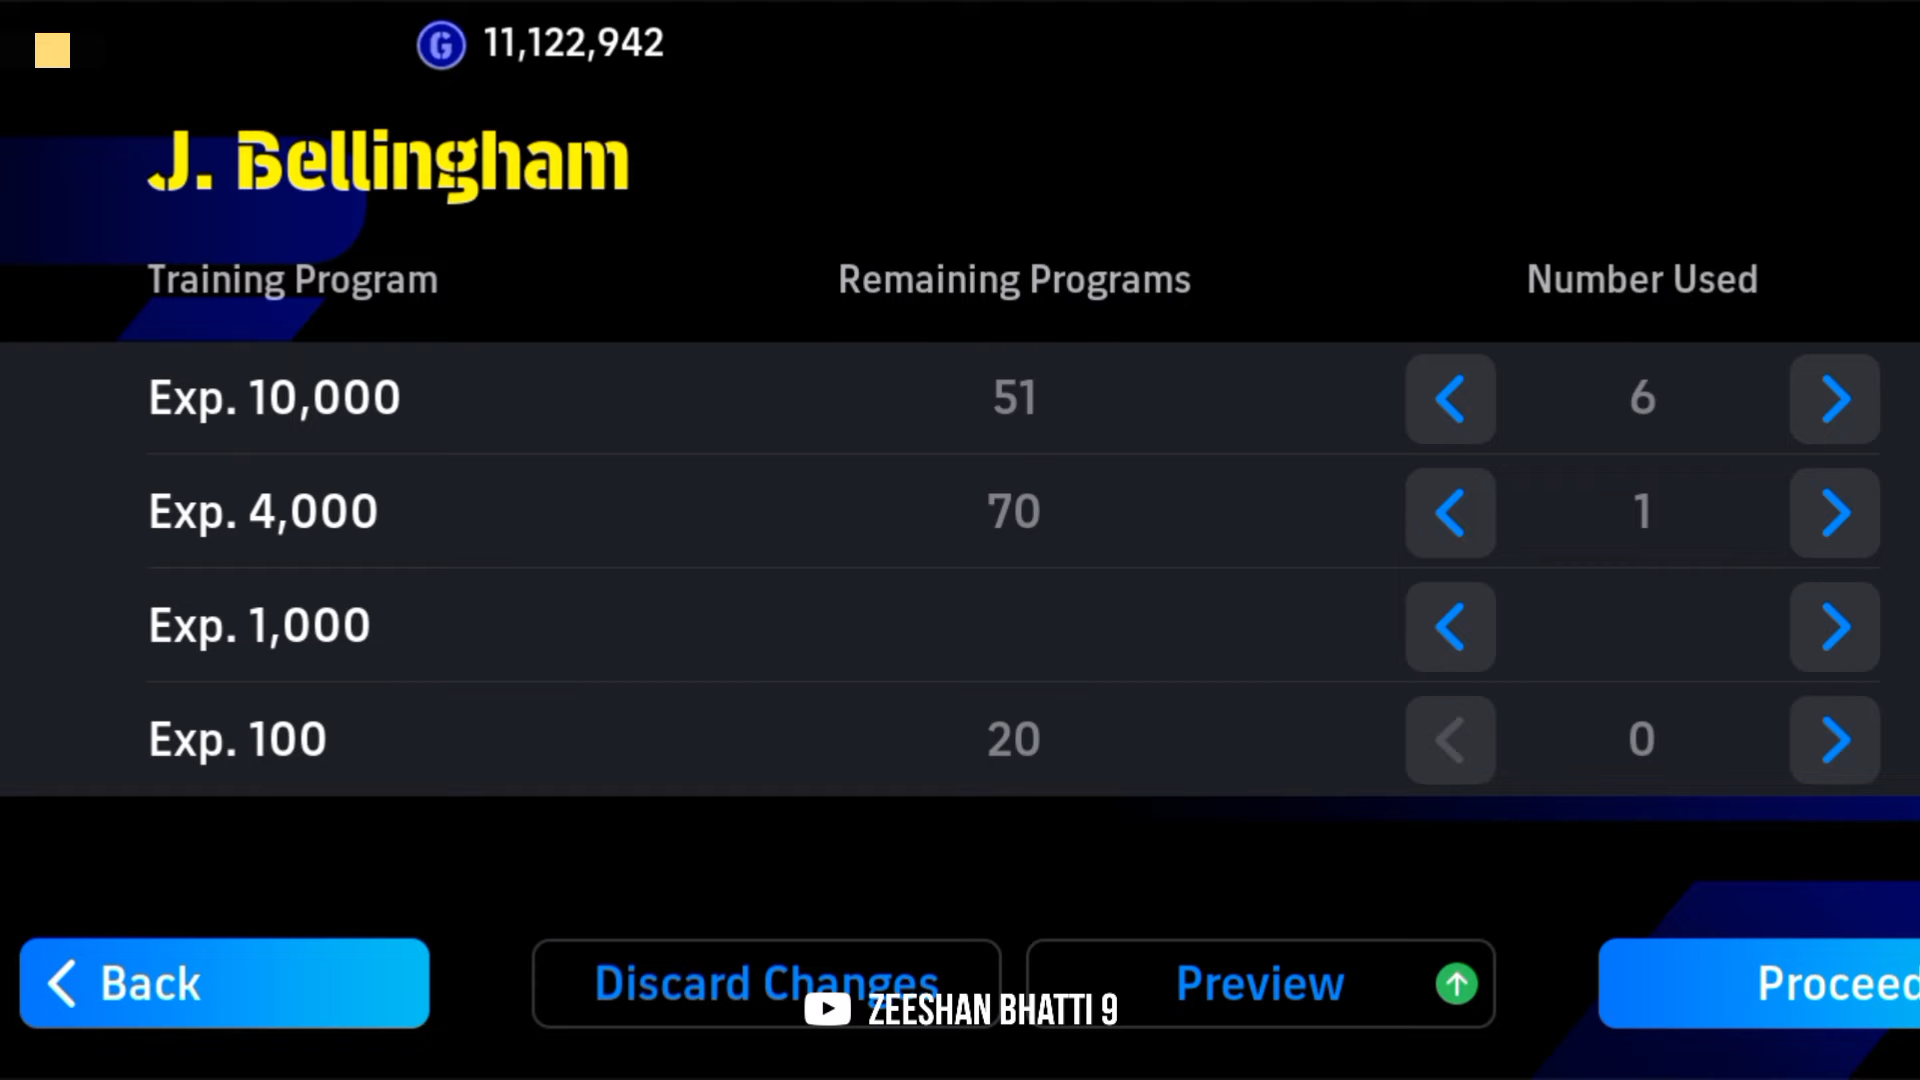 G 11,122,942
J. Bellingham
Training Program Remaining Programs Number Used
Exp. 10,000 51 6
Exp. 4,000 70 1
Exp. 1,000
Exp. 100 20 0
Back Discard Changes Preview Proceed
ZEESHAN BHATTI 9